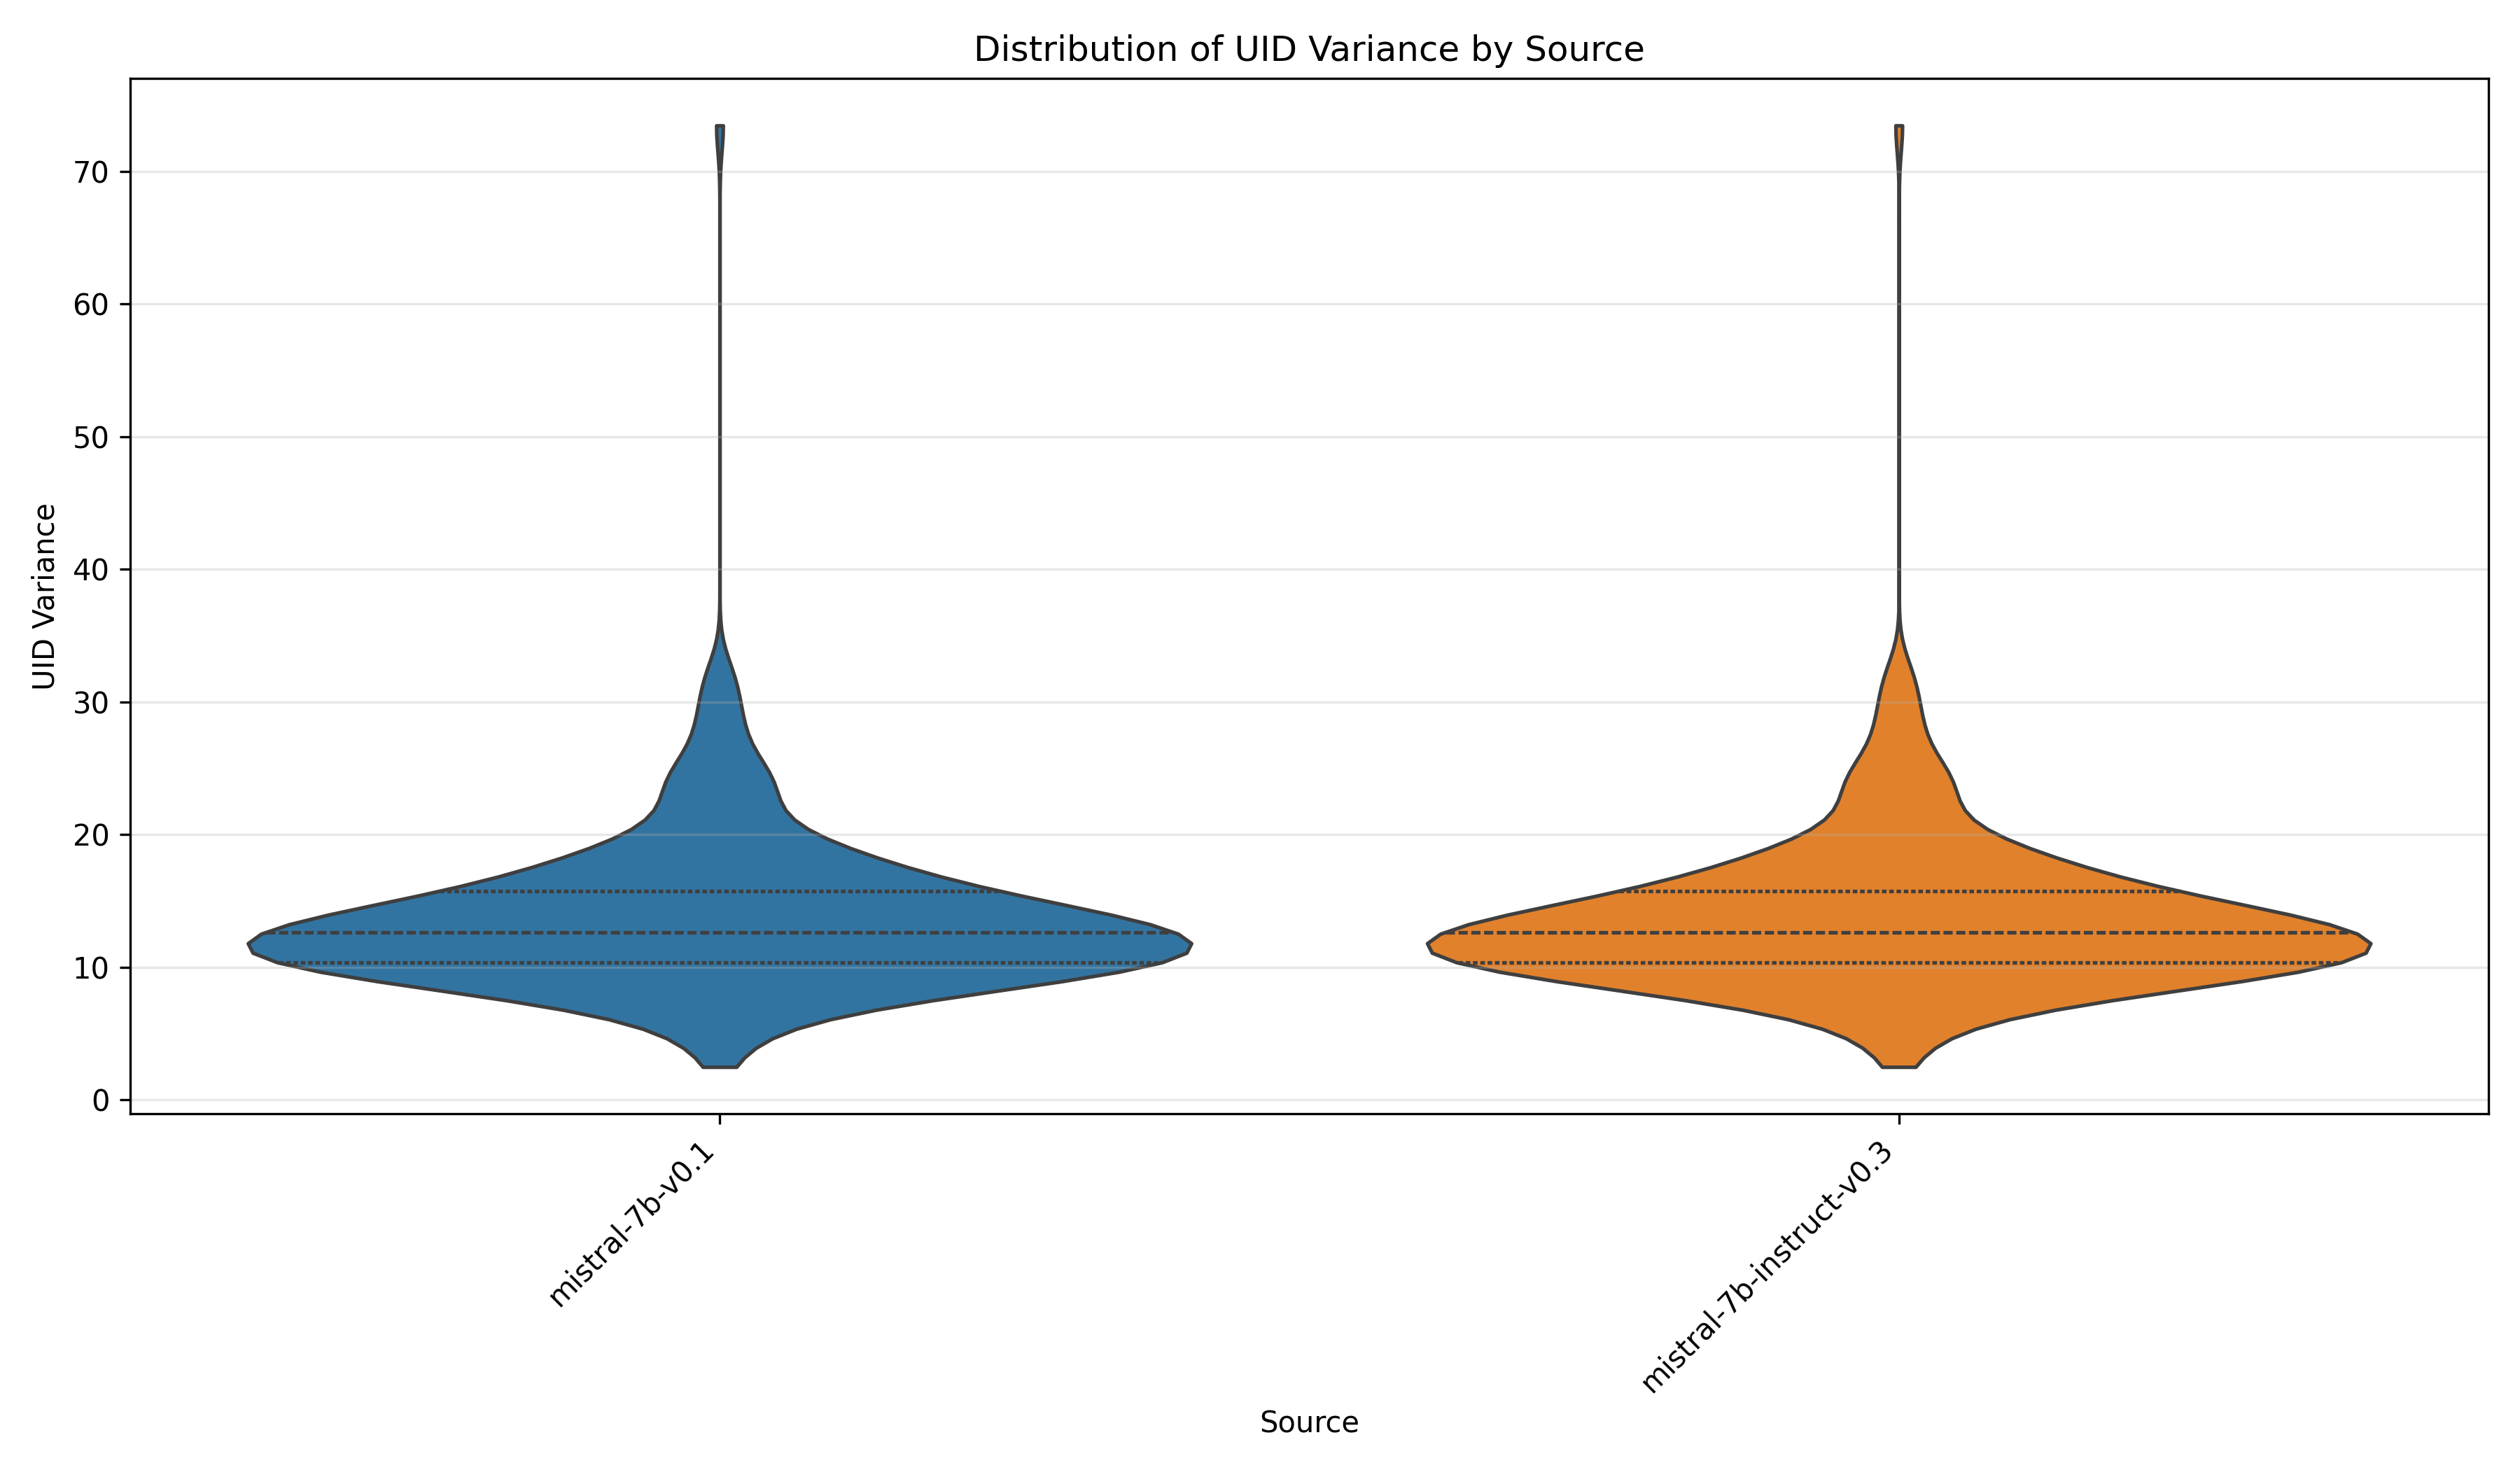 Distribution of UID Variance by Source
UID Variance
70
60
50
40
30
20
10
0
mistral-7b-v0.1
mistral-7b-instruct-v0.3
Source